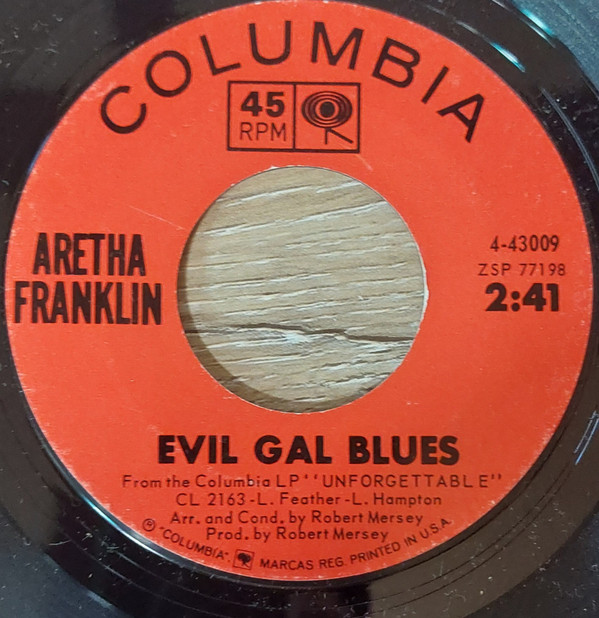 COLUMBIA
45
RPM
ARETHA
FRANKLIN
4-43009
ZSP 77198
2:41
EVIL GAL BLUES
From the Columbia LP "UNFORGETTABLE"
CL 2163-L. Feather-L. Hampton
Arr. and Cond. by Robert Mersey
Prod. by Robert Mersey
℗ "COLUMBIA", MARCAS REG. PRINTED IN U.S.A.